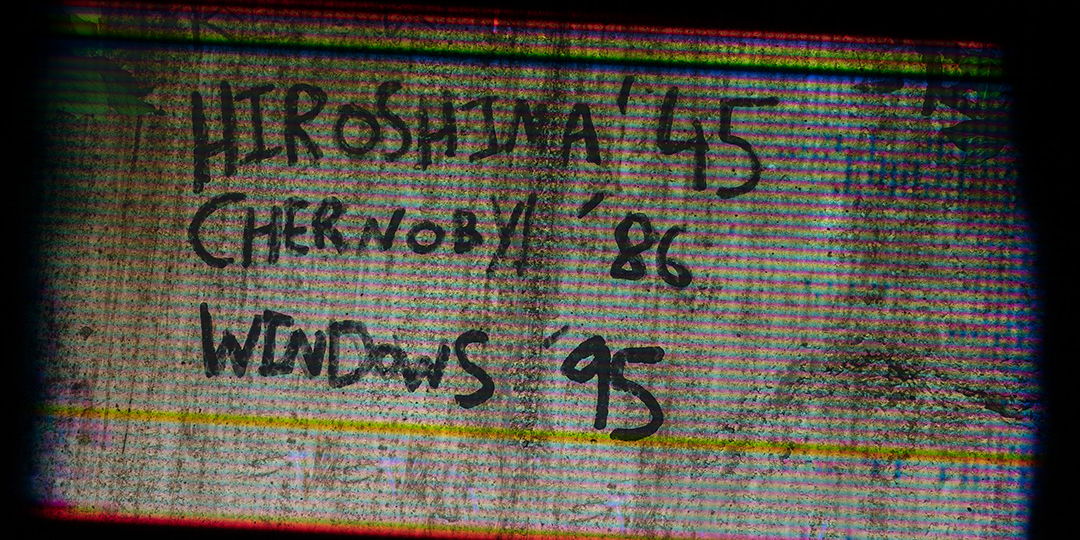 HIROSHIMA '45
CHERNOBYl '86
WINDOWS '95